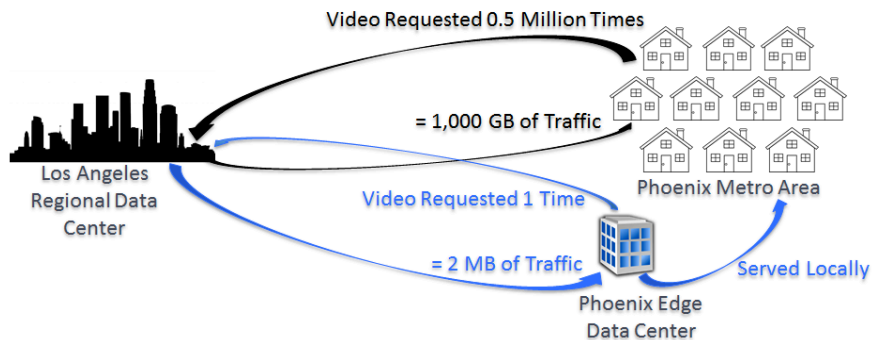 Video Requested 0.5 Million Times
= 1,000 GB of Traffic
Los Angeles
Regional Data
Center
Phoenix Metro Area
Video Requested 1 Time
= 2 MB of Traffic
Served Locally
Phoenix Edge
Data Center